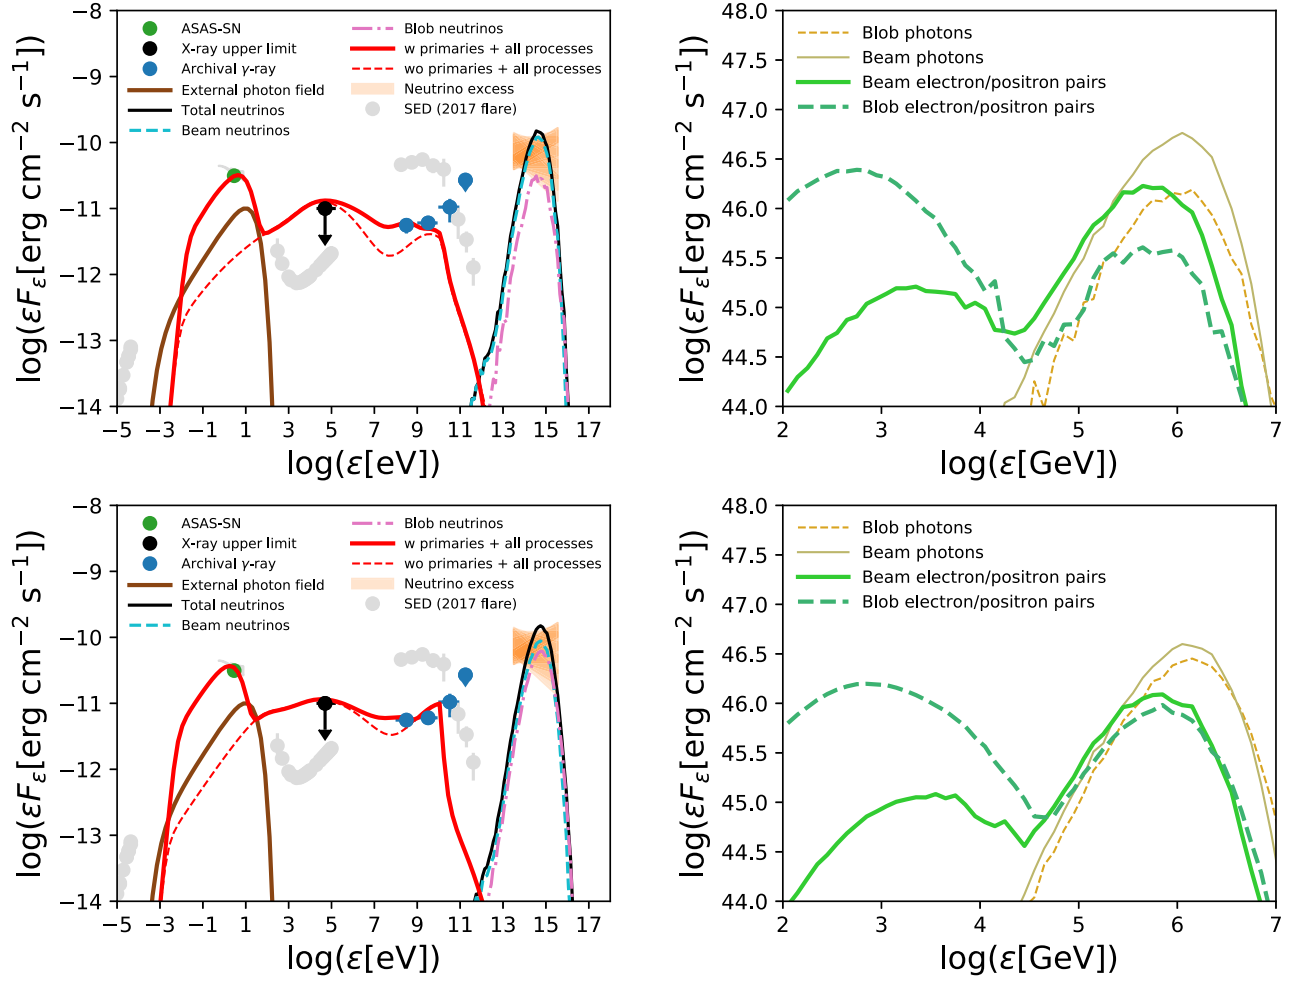 −8
−9
−10
−11
−12
−13
−14
log(εFε[erg cm−2 s−1])
ASAS-SN
X-ray upper limit
Archival γ-ray
External photon field
Total neutrinos
Beam neutrinos
Blob neutrinos
w primaries + all processes
wo primaries + all processes
Neutrino excess
SED (2017 flare)
−5 −3 −1 1 3 5 7 9 11 13 15 17
log(ε[eV])
48.0
47.5
47.0
46.5
46.0
45.5
45.0
44.5
44.0
log(εFε[erg cm−2 s−1])
Blob photons
Beam photons
Beam electron/positron pairs
Blob electron/positron pairs
2 3 4 5 6 7
log(ε[GeV])
−8
−9
−10
−11
−12
−13
−14
log(εFε[erg cm−2 s−1])
ASAS-SN
X-ray upper limit
Archival γ-ray
External photon field
Total neutrinos
Beam neutrinos
Blob neutrinos
w primaries + all processes
wo primaries + all processes
Neutrino excess
SED (2017 flare)
−5 −3 −1 1 3 5 7 9 11 13 15 17
log(ε[eV])
48.0
47.5
47.0
46.5
46.0
45.5
45.0
44.5
44.0
log(εFε[erg cm−2 s−1])
Blob photons
Beam photons
Beam electron/positron pairs
Blob electron/positron pairs
2 3 4 5 6 7
log(ε[GeV])